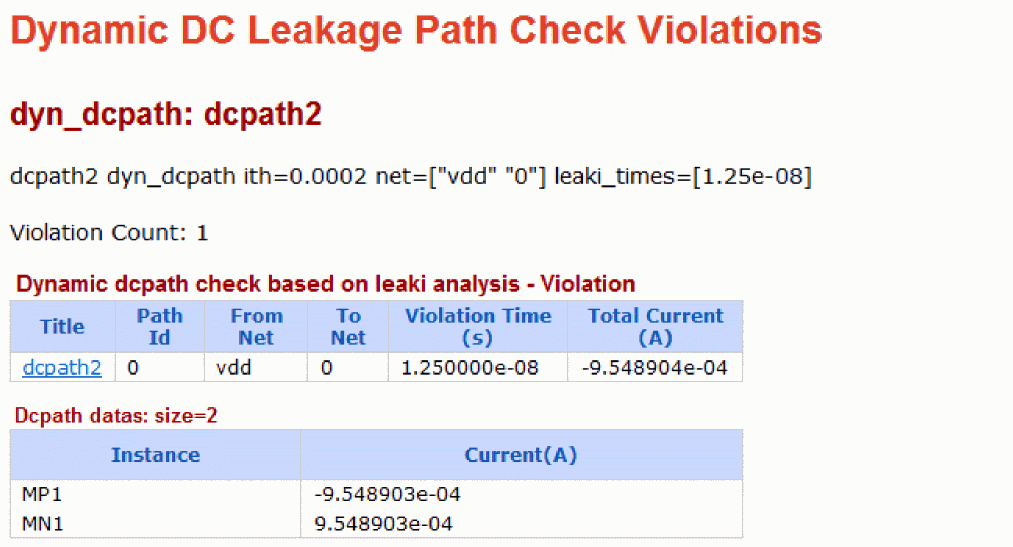 Dynamic DC Leakage Path Check Violations
dyn_dcpath: dcpath2
dcpath2 dyn_dcpath ith=0.0002 net=["vdd" "0"] leaki_times=[1.25e-08]
Violation Count: 1
Dynamic dcpath check based on leaki analysis - Violation
Title Path Id From Net To Net Violation Time (s) Total Current (A)
dcpath2 0 vdd 0 1.250000e-08 -9.548904e-04
Dcpath datas: size=2
Instance Current(A)
MP1 -9.548903e-04
MN1 9.548903e-04